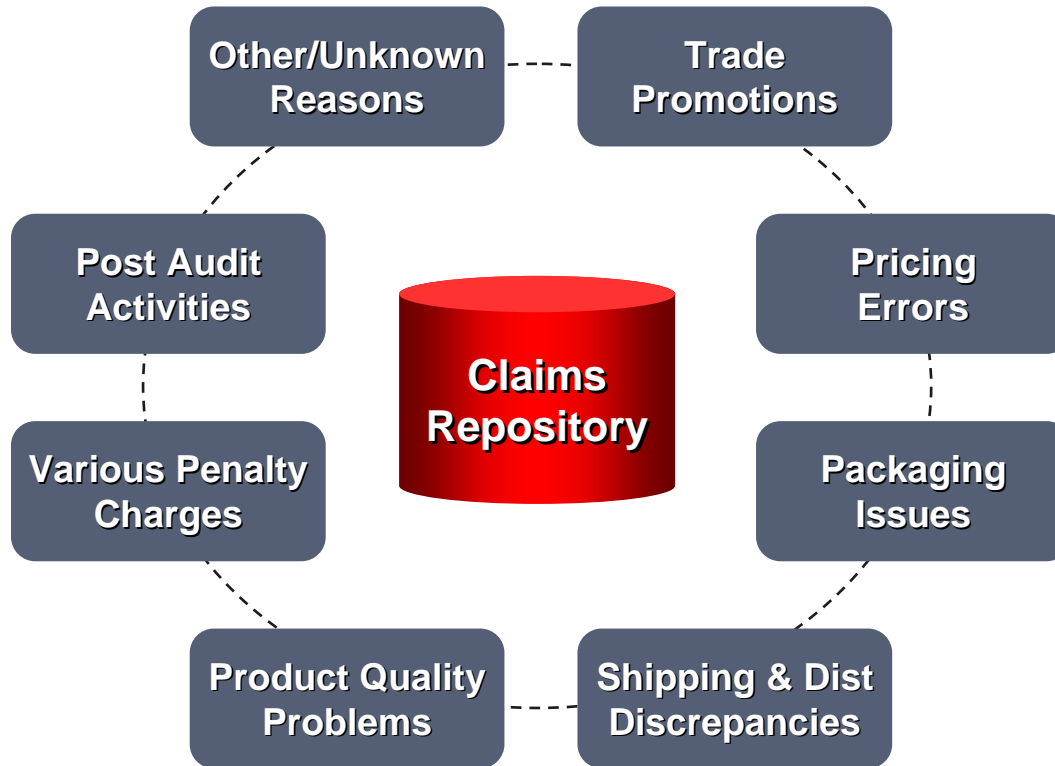 Other/Unknown
Reasons
Trade
Promotions
Post Audit
Activities
Pricing
Errors
Claims
Repository
Various Penalty
Charges
Packaging
Issues
Product Quality
Problems
Shipping & Dist
Discrepancies